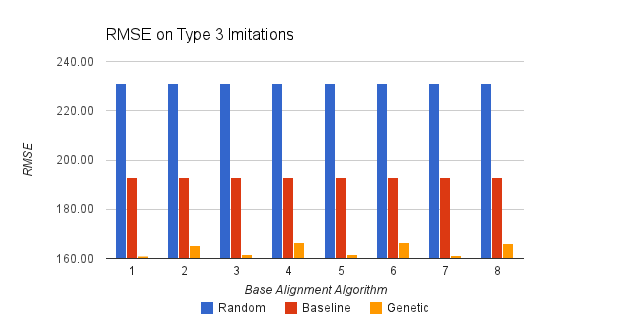 RMSE on Type 3 Imitations
240.00
220.00
200.00
180.00
160.00
RMSE
1 2 3 4 5 6 7 8
Base Alignment Algorithm
Random Baseline Genetic